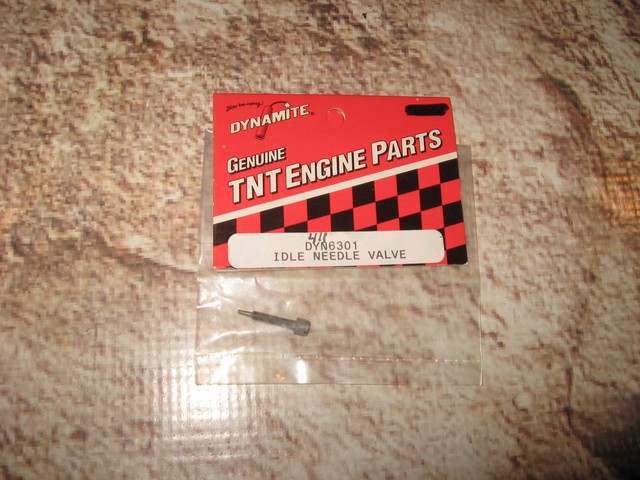 DYNAMITE
GENUINE
TNT ENGINE PARTS
DYN6301
IDLE NEEDLE VALVE